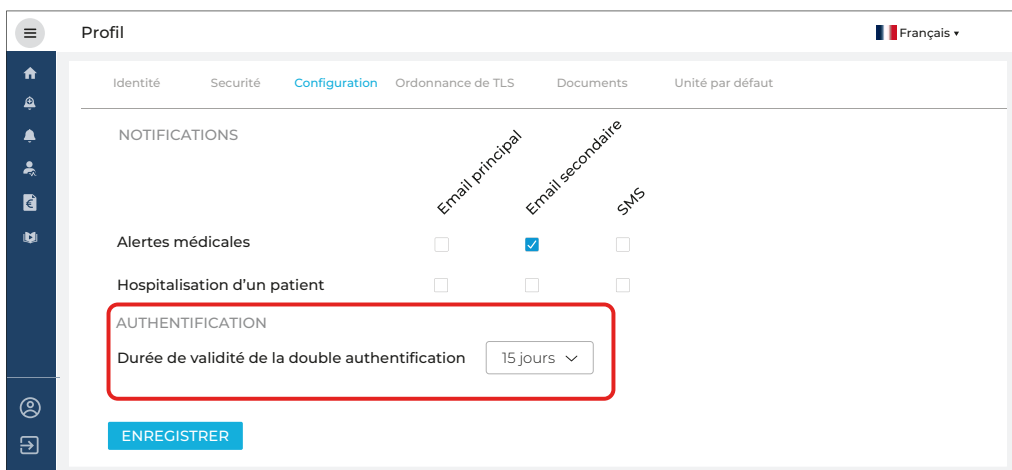 Profil
Français
Identité Securité Configuration Ordonnance de TLS Documents Unité par défaut
NOTIFICATIONS
Email principal
Email secondaire
SMS
Alertes médicales
Hospitalisation d’un patient
AUTHENTIFICATION
Durée de validité de la double authentification 15 jours
ENREGISTRER